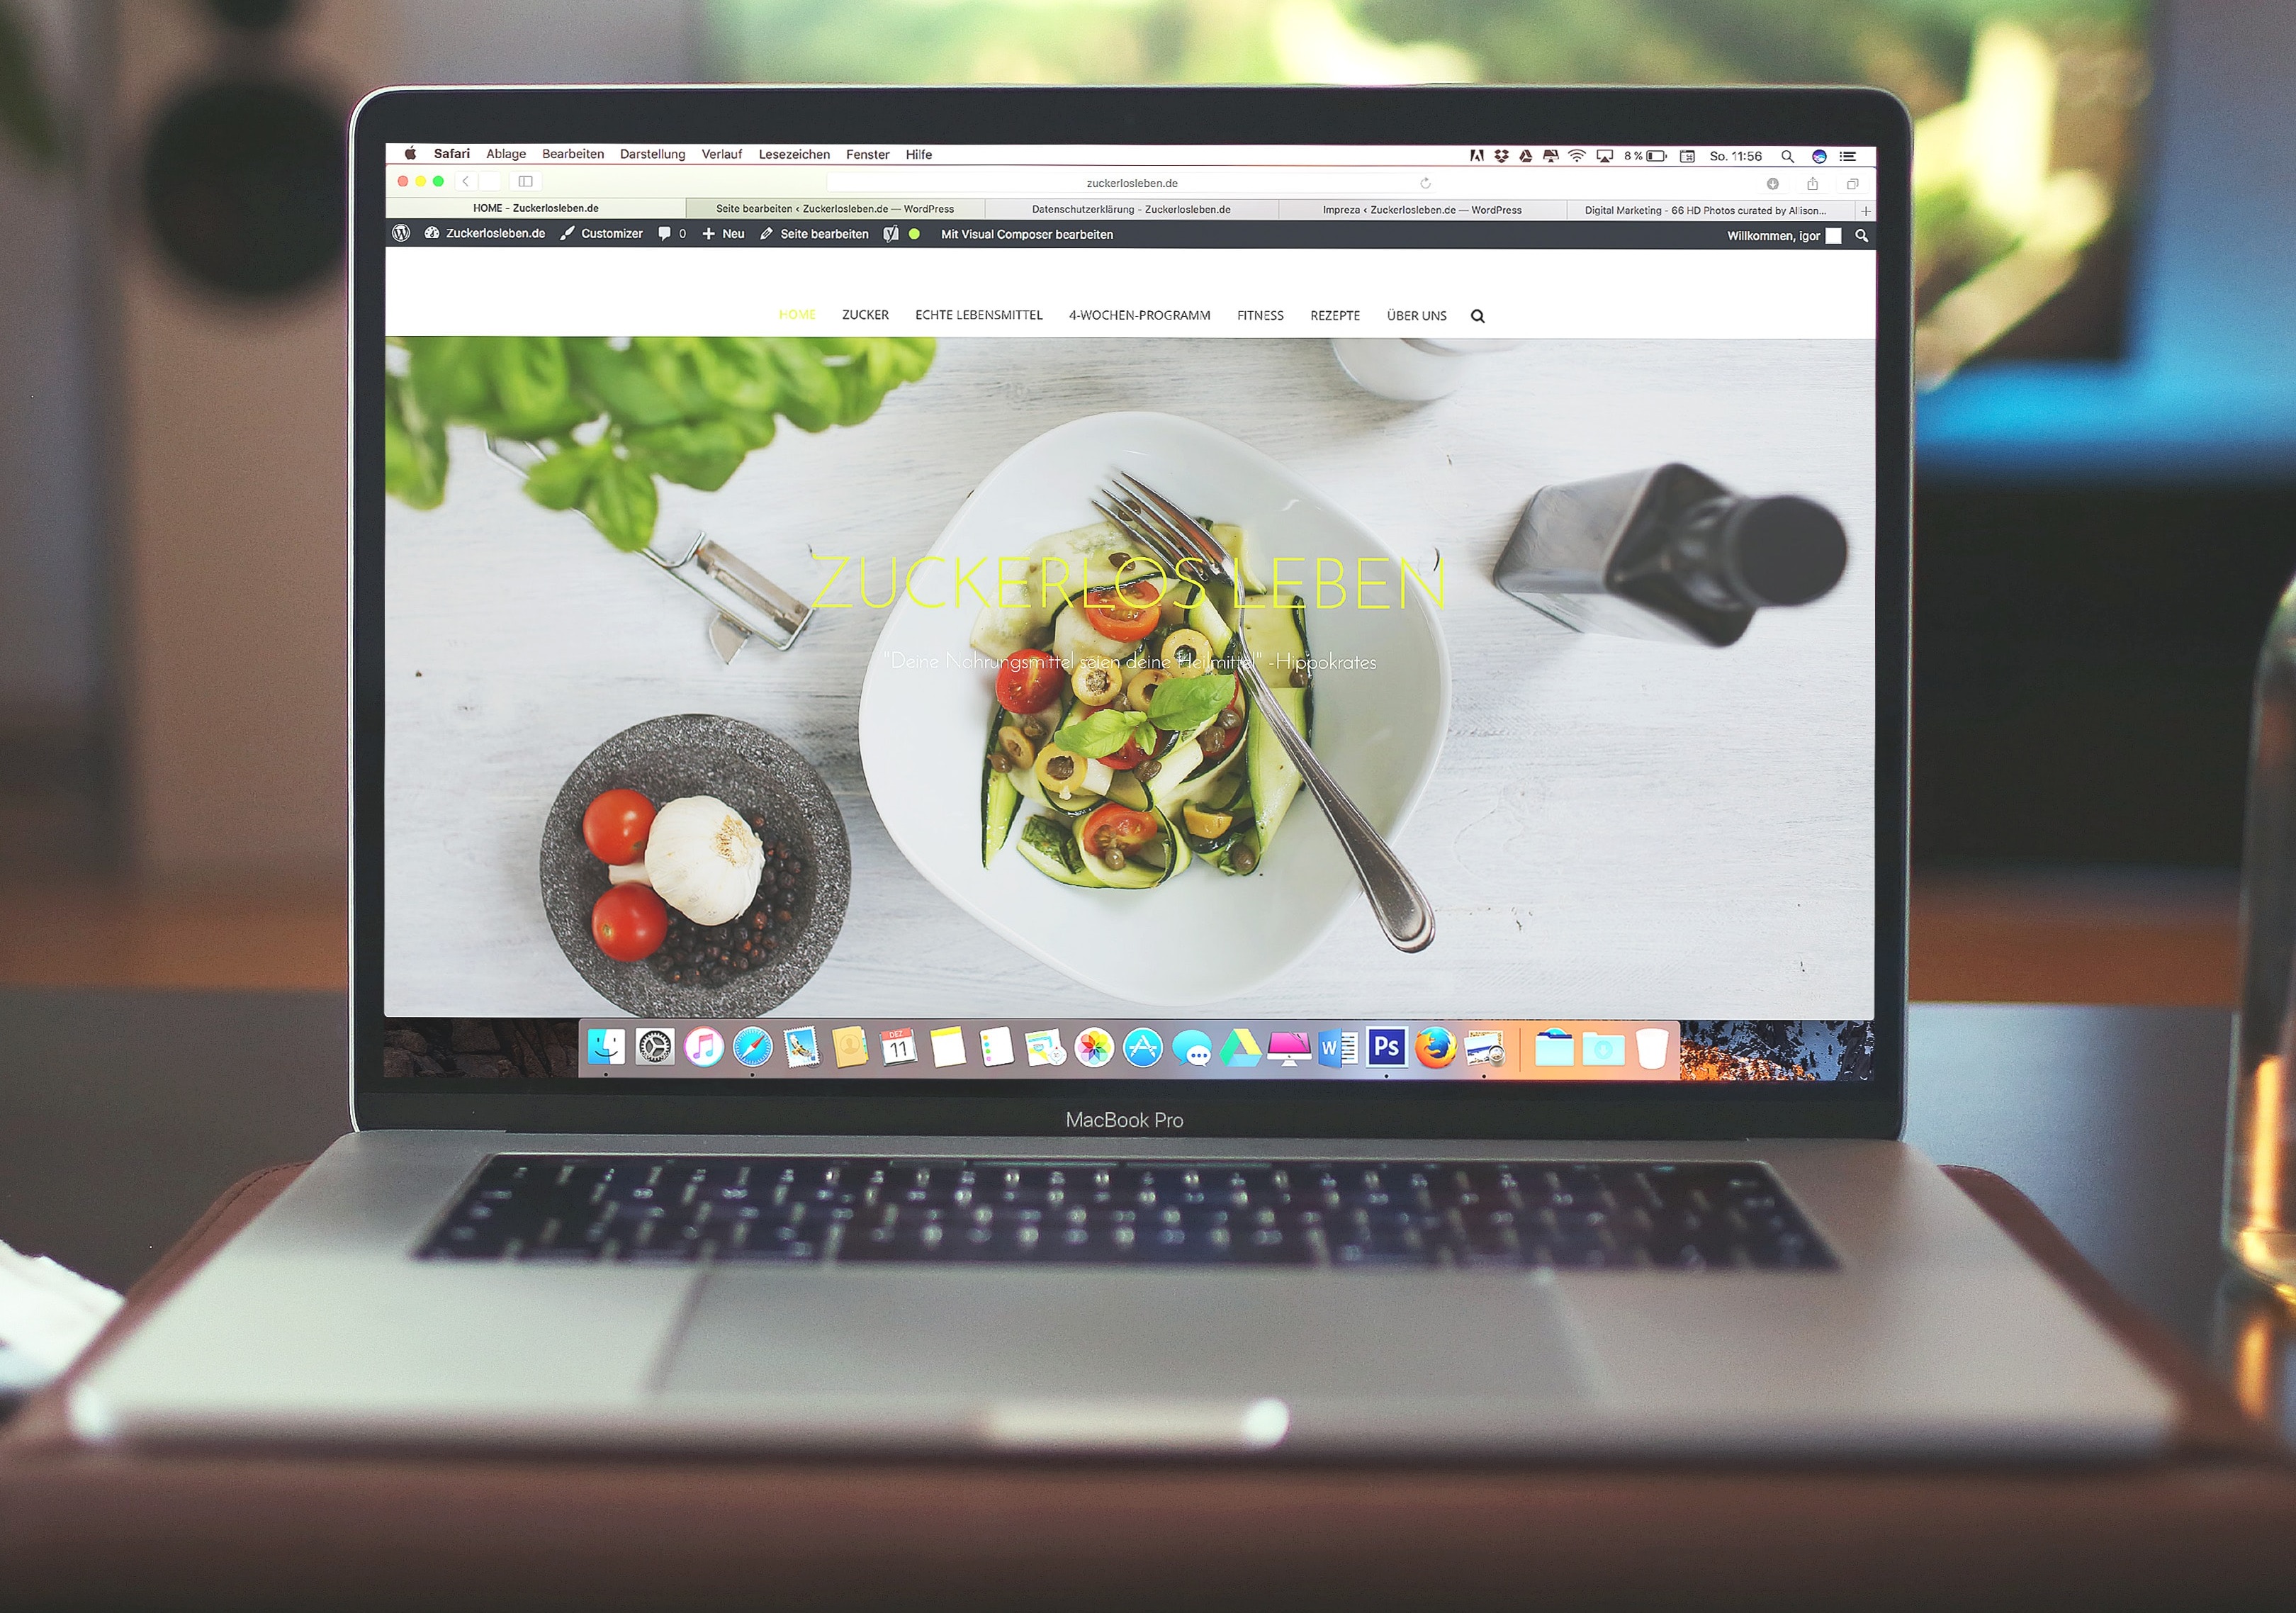 Safari Ablage Bearbeiten Darstellung Verlauf Lesezeichen Fenster Hilfe 8 % So. 11:56
zuckerlosleben.de
HOME - Zuckerlosleben.de Seite bearbeiten ‹ Zuckerlosleben.de — WordPress Datenschutzerklärung - Zuckerlosleben.de Impreza ‹ Zuckerlosleben.de — WordPress Digital Marketing - 66 HD Photos curated by Allison...
Zuckerlosleben.de Customizer 0 Neu Seite bearbeiten Mit Visual Composer bearbeiten Willkommen, igor
HOME ZUCKER ECHTE LEBENSMITTEL 4-WOCHEN-PROGRAMM FITNESS REZEPTE ÜBER UNS
ZUCKERLOS LEBEN
"Deine Nahrungsmittel seien deine Heilmittel" -Hippokrates
DEZ
11
W
Ps
MacBook Pro